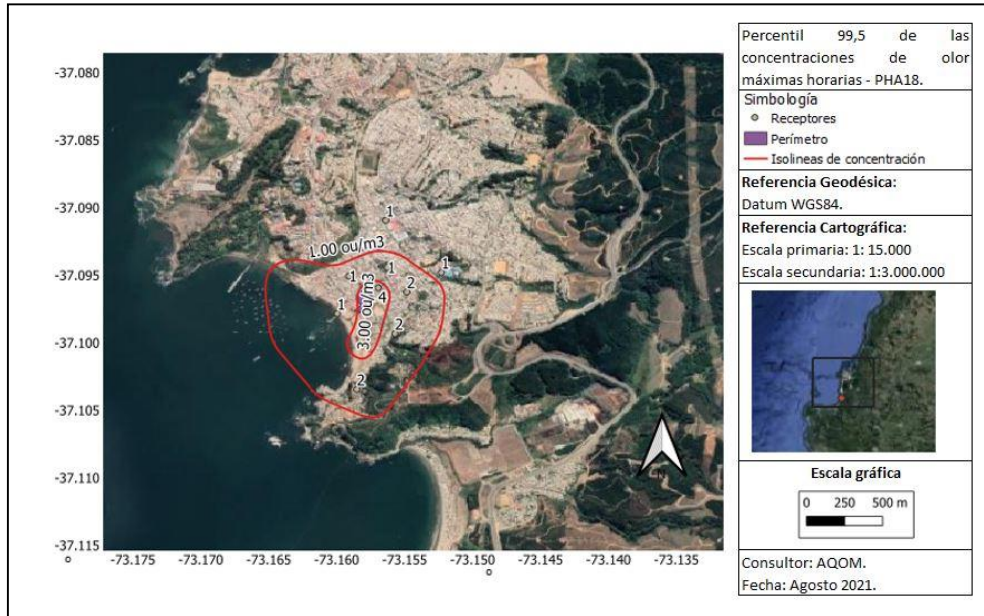 -37.080
-37.085
-37.090
-37.095
-37.100
-37.105
-37.110
-37.115
-73.175 -73.170 -73.165 -73.160 -73.155 -73.150 -73.145 -73.140 -73.135
o
o
1
1.00 ou/m3
1
1
1
2
4
1
3.00 ou/m3
2
2
N
Percentil 99,5 de las
concentraciones de olor
máximas horarias - PHA18.
Simbología
Receptores
Perímetro
Isolineas de concentración
Referencia Geodésica:
Datum WGS84.
Referencia Cartográfica:
Escala primaria: 1: 15.000
Escala secundaria: 1:3.000.000
Escala gráfica
0 250 500 m
Consultor: AQOM.
Fecha: Agosto 2021.